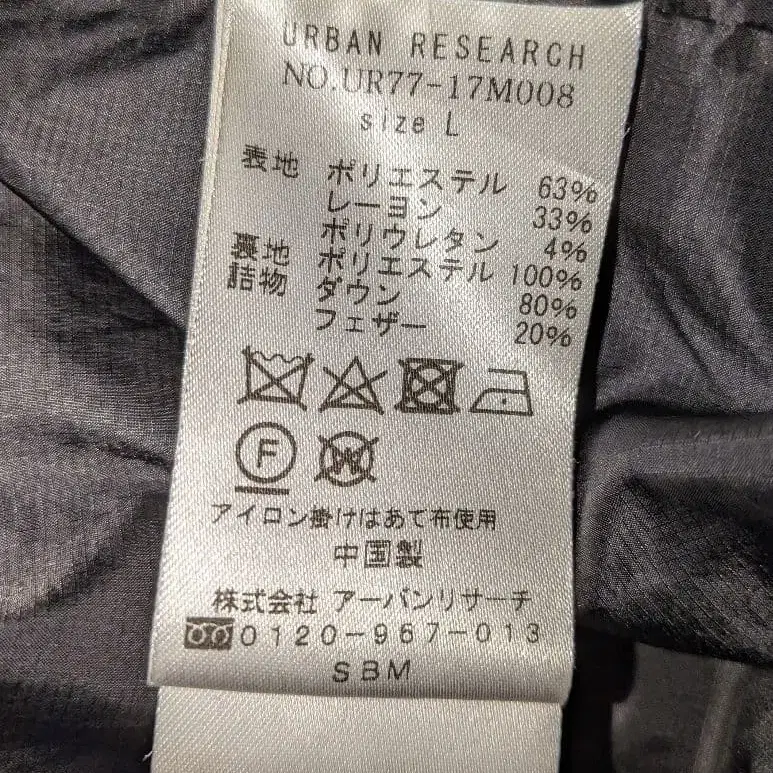 URBAN RESEARCH
NO.UR77-17M008
size L
表地 ポリエステル 63%
レーヨン 33%
ポリウレタン 4%
裏地 ポリエステル 100%
詰物 ダウン 80%
フェザー 20%
F W
アイロン掛けはあて布使用
中国製
株式会社 アーバンリサーチ
0120-967-013
SBM